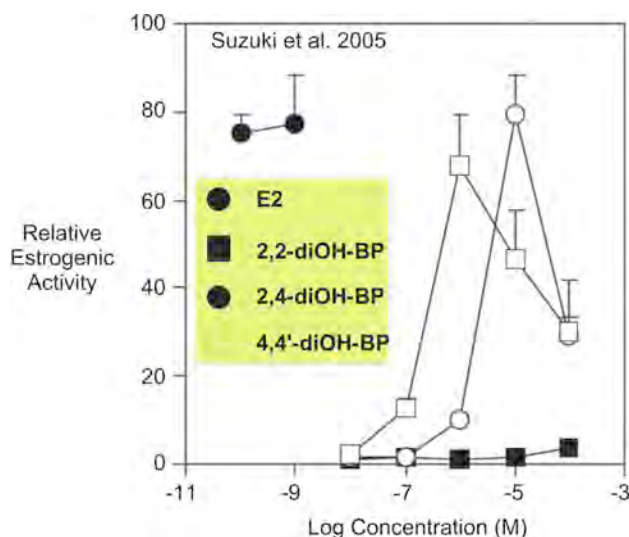 Suzuki et al. 2005
100
80
60
40
20
0
Relative
Estrogenic
Activity
E2
2,2-diOH-BP
2,4-diOH-BP
4,4'-diOH-BP
-11
-9
-7
-5
-3
Log Concentration (M)